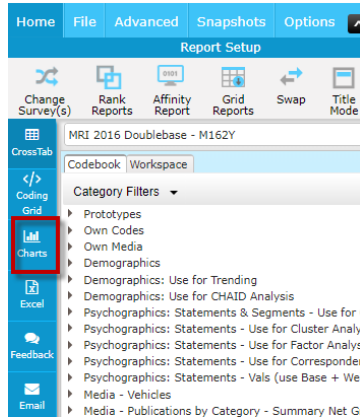 Home File Advanced Snapshots Options
Report Setup
Change Survey(s) Rank Reports Affinity Report Grid Reports Swap Title Mode
0101
CrossTab
MRI 2016 Doublebase - M162Y
Codebook Workspace
</>
Coding Grid
Category Filters
Prototypes
Own Codes
Charts
Own Media
Demographics
Demographics: Use for Trending
Excel
Demographics: Use for CHAID Analysis
Psychographics: Statements & Segments - Use for
Psychographics: Statements - Use for Cluster Analy
Feedback
Psychographics: Statements - Use for Factor Analys
Psychographics: Statements - Use for Corresponde
Psychographics: Statements - Vals (use Base + We
Email
Media - Vehicles
Media - Publications by Category - Summary Net G